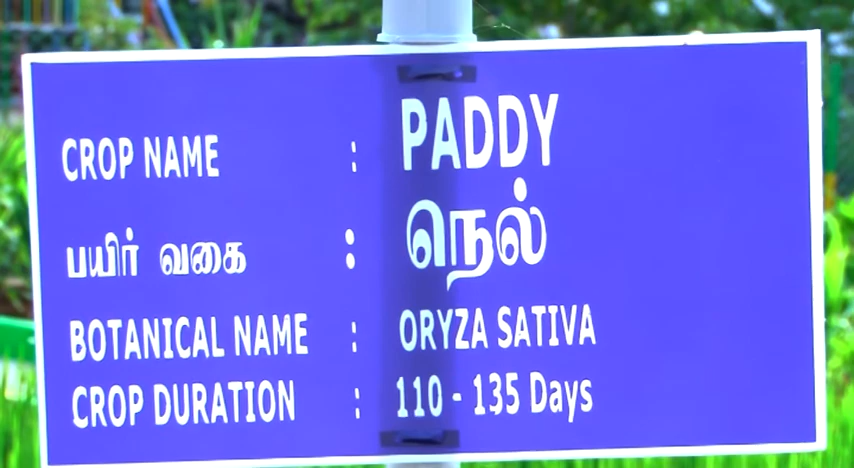 CROP NAME : PADDY
பயிர் வகை : நெல்
BOTANICAL NAME : ORYZA SATIVA
CROP DURATION : 110 - 135 Days